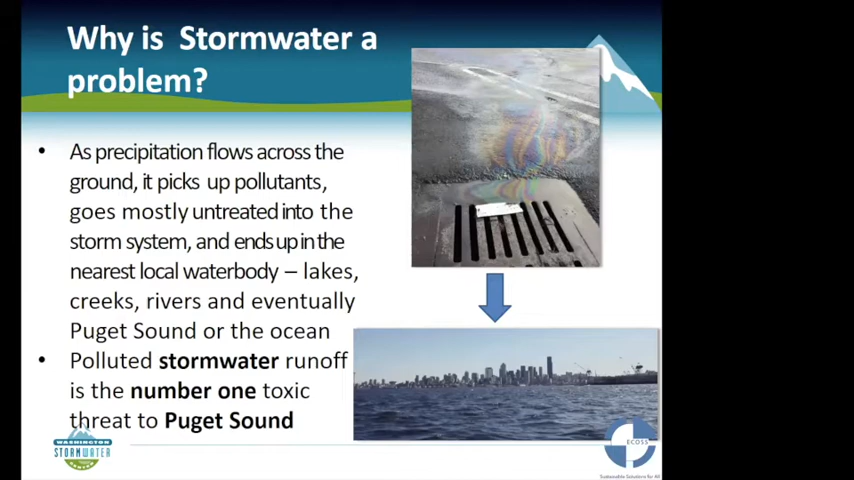 Why is Stormwater a
problem?
• As precipitation flows across the
ground, it picks up pollutants,
goes mostly untreated into the
storm system, and ends up in the
nearest local waterbody – lakes,
creeks, rivers and eventually
Puget Sound or the ocean
• Polluted stormwater runoff
is the number one toxic
threat to Puget Sound
WASHINGTON
STORMWATER
CENTER
ECOSS
Sustainable Solutions for All